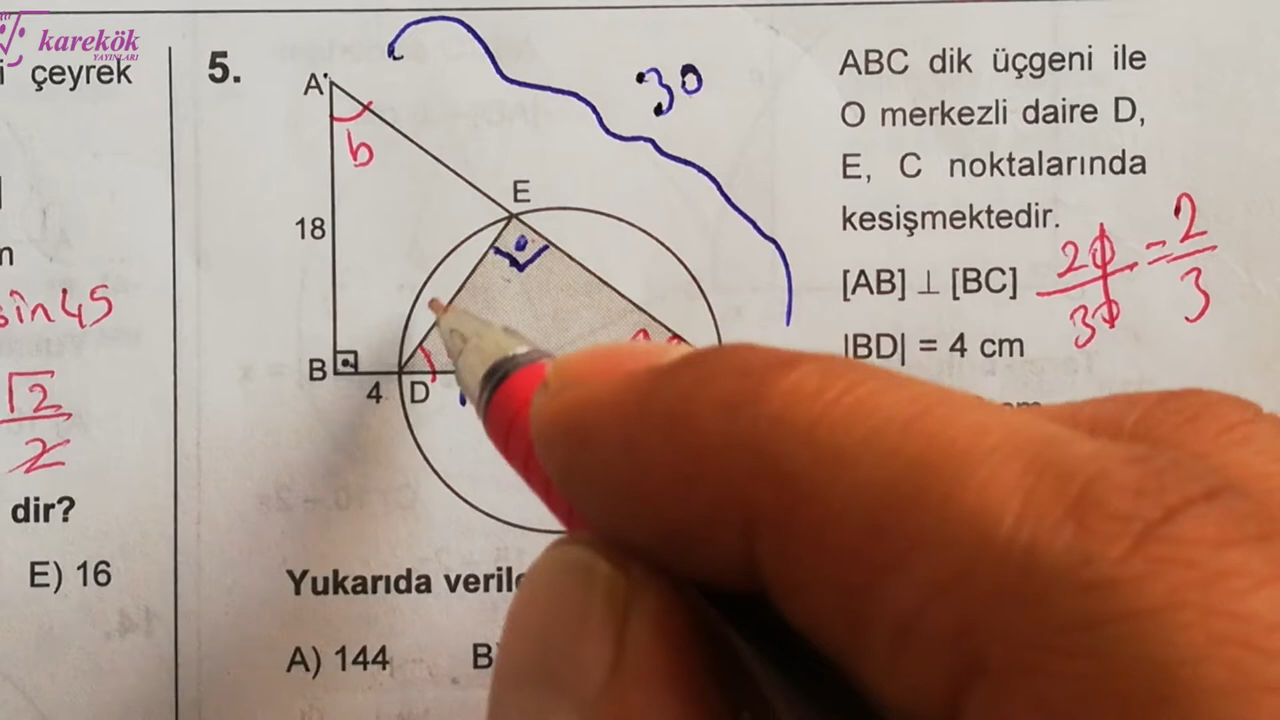 karekök
YAYINLARI
çeyrek
sin45
√2
2
dir?
E) 16
5.
A
b
30
E
18
B
4
D
ABC dik üçgeni ile
O merkezli daire D,
E, C noktalarında
kesişmektedir.
[AB] ⊥ [BC]
20/30 = 2/3
|BD| = 4 cm
Yukarıda
A) 144
B